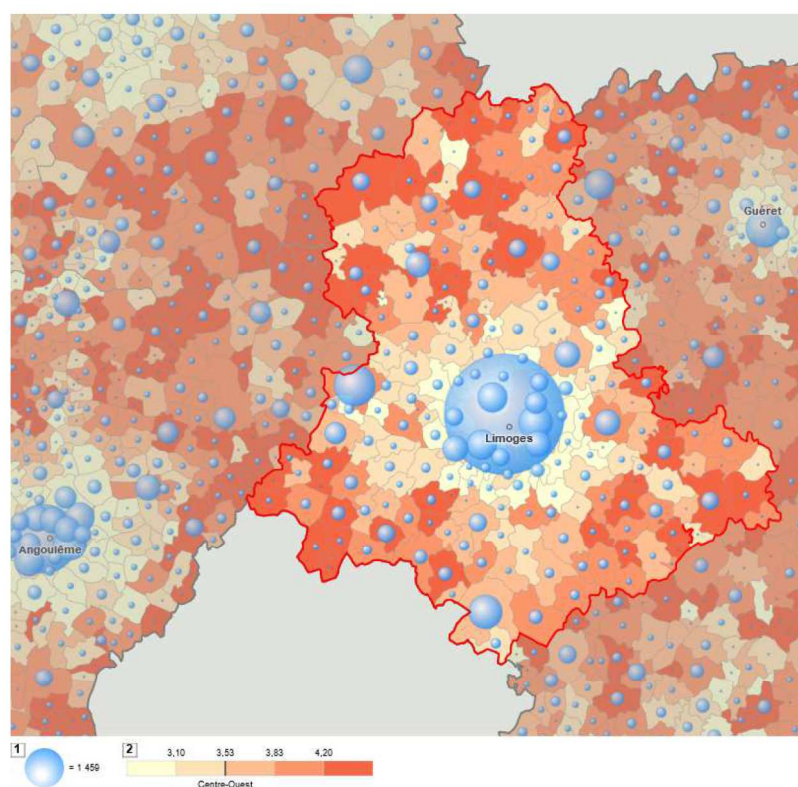 Guéret
Limoges
Angoulême
1 = 1 459
2 3,10 3,53 3,83 4,20
Centre-Ouest